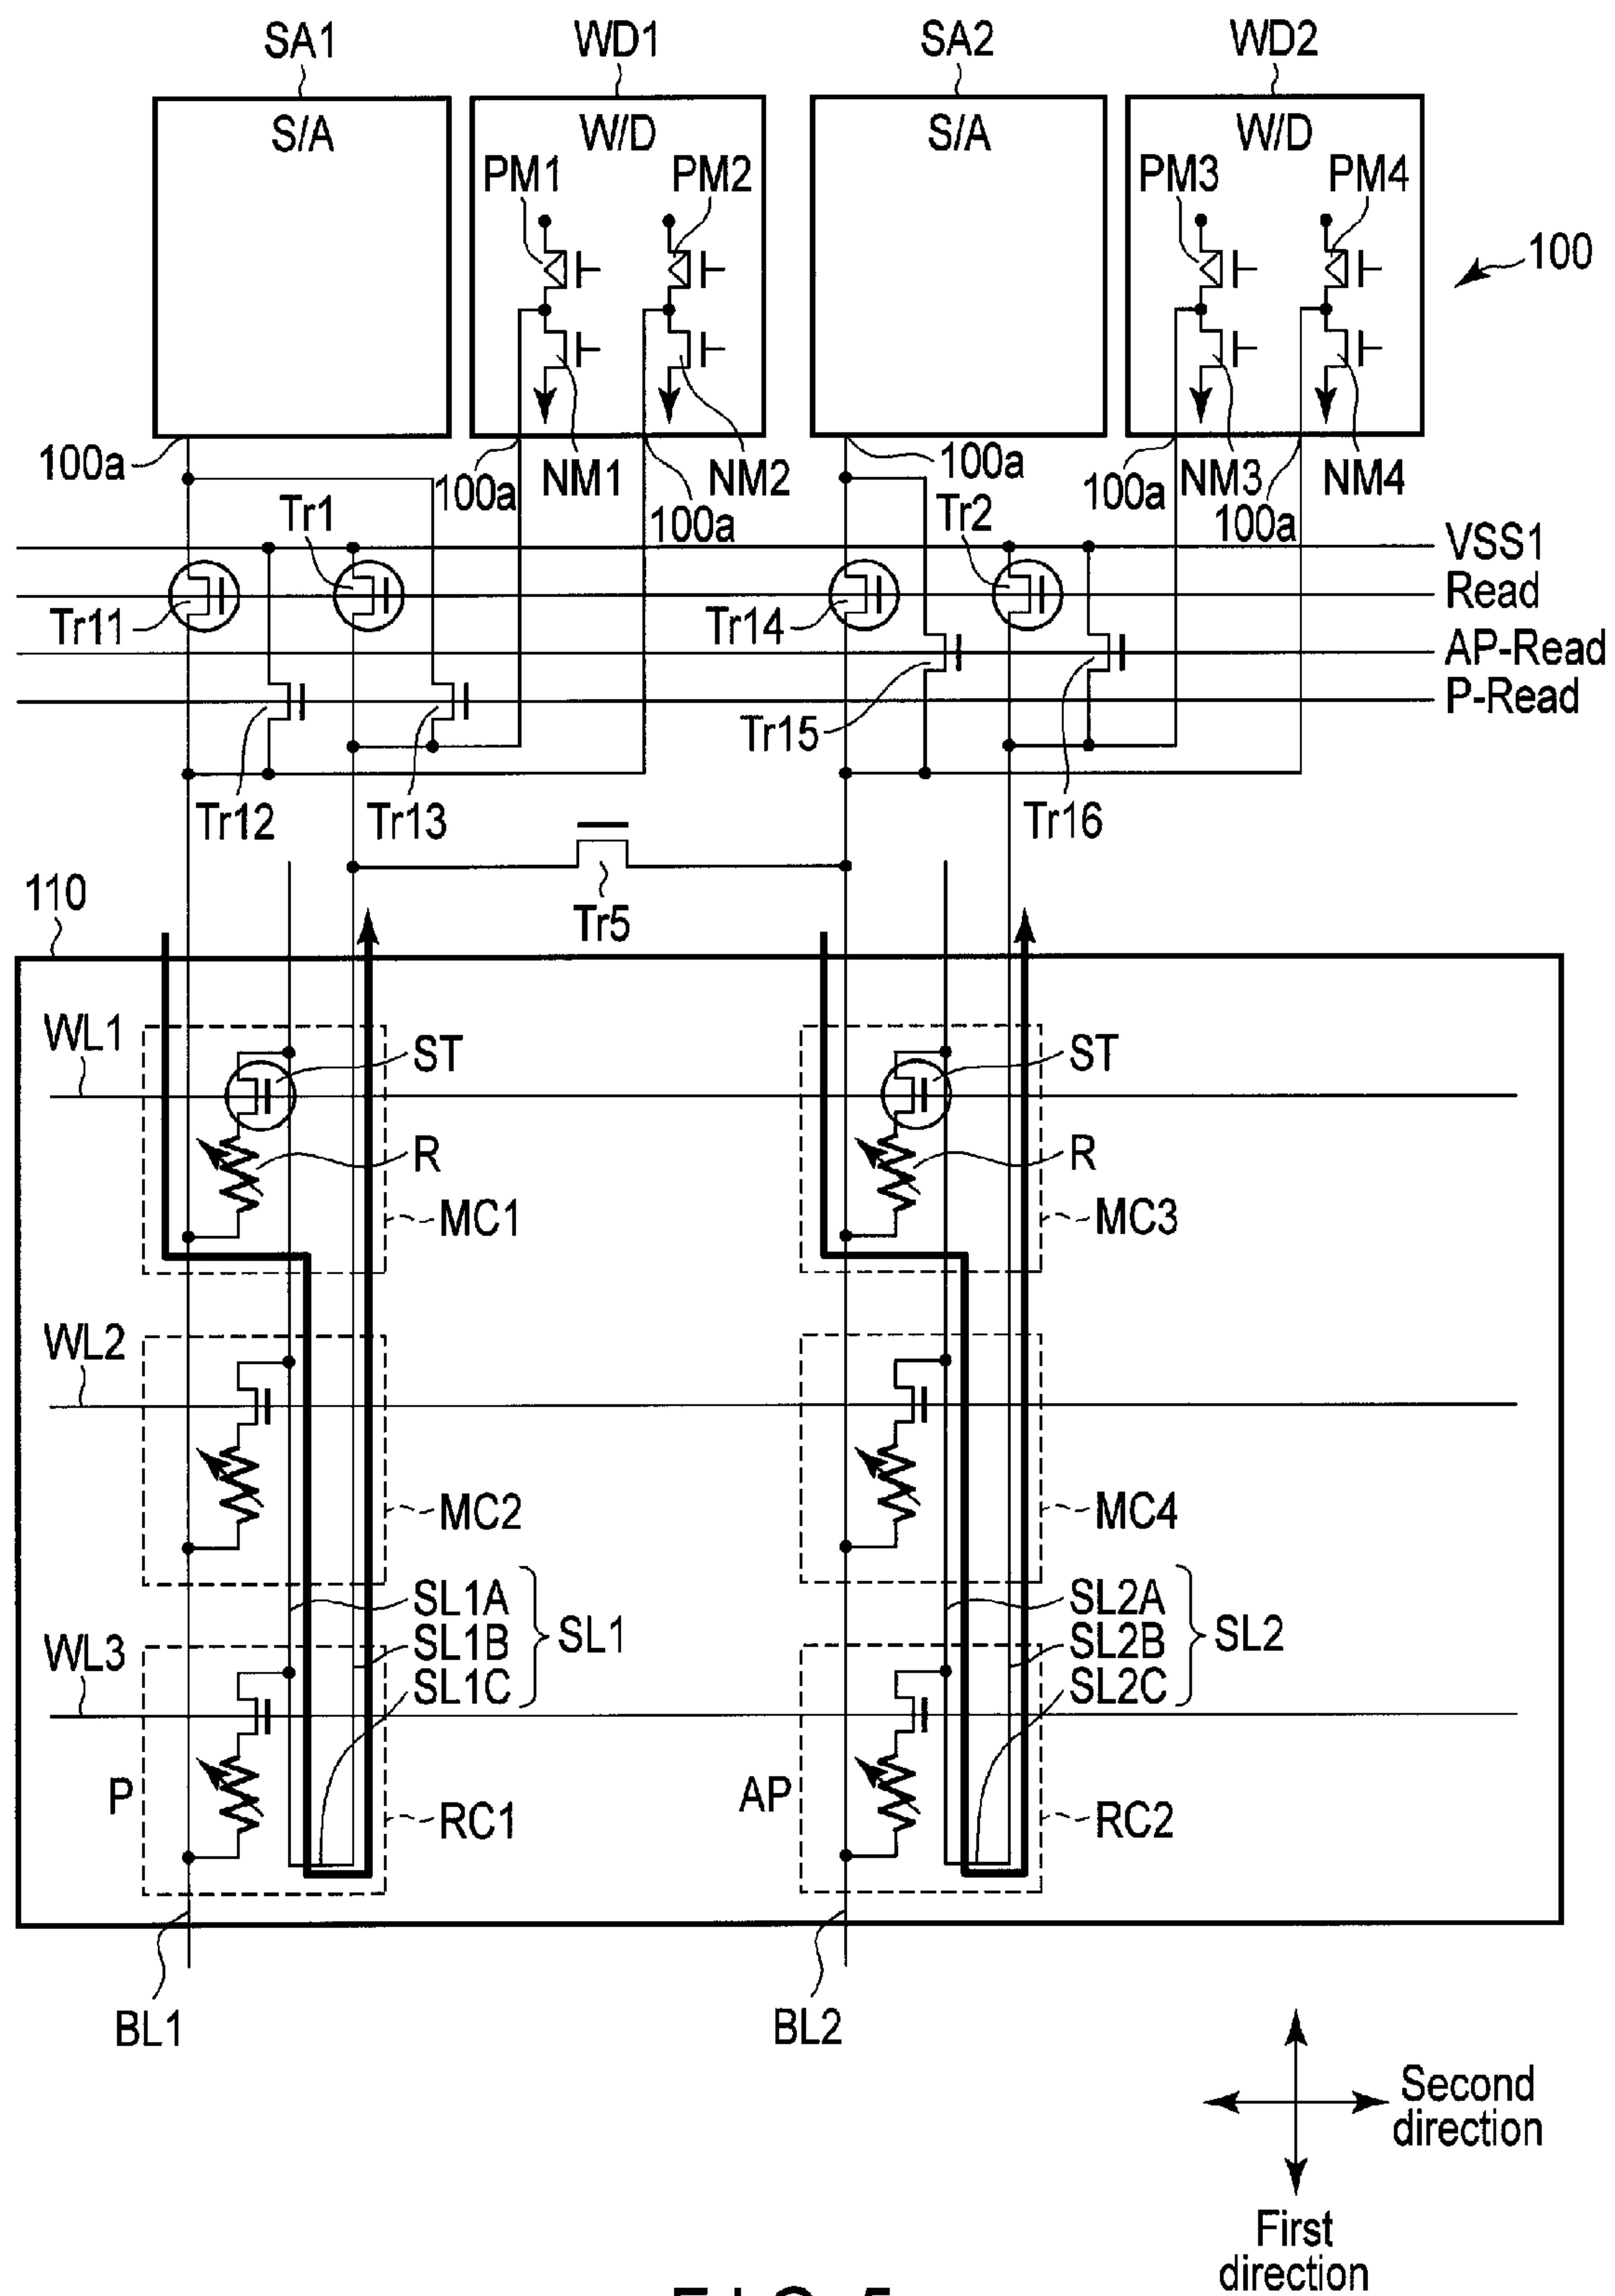 SA1 WD1 SA2 WD2
S/A W/D S/A W/D
PM1 PM2 PM3 PM4
100
100a 100a NM1 NM2 100a 100a NM3 NM4
100a 100a
Tr1 Tr2
VSS1
Read
Tr11 Tr14
AP-Read
P-Read
Tr15
Tr12 Tr13 Tr16
110
Tr5
WL1 ST ST
R R
MC1 MC3
WL2
MC2 MC4
SL1A SL2A
WL3 SL1B SL1 SL2B SL2
SL1C SL2C
P AP
RC1 RC2
BL1 BL2
Second
direction
First
direction